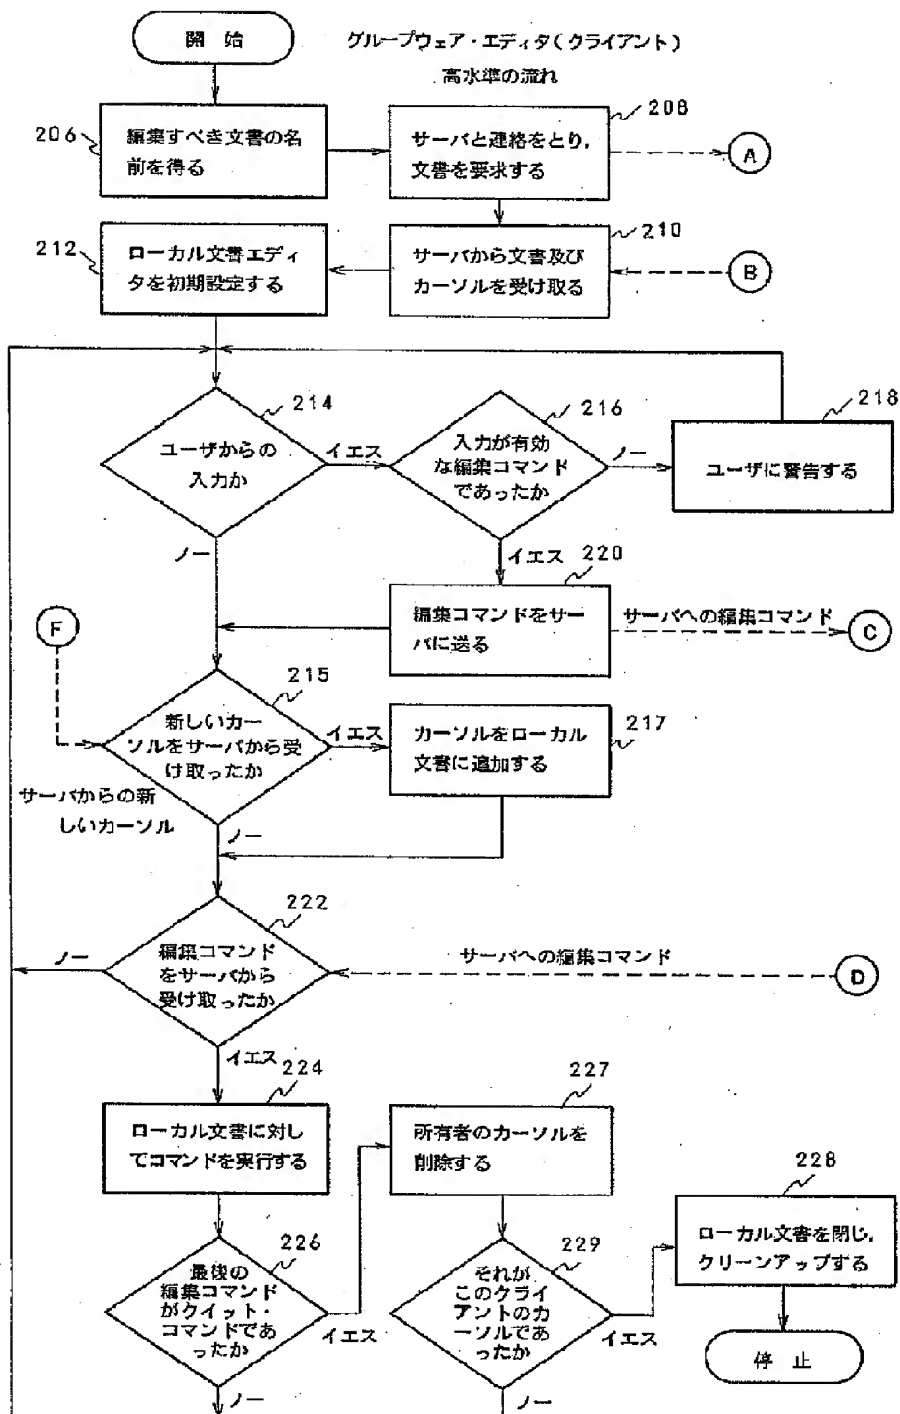 開始
グループウェア・エディタ(クライアント)
高水準の流れ
206
編集すべき文書の名
前を得る
208
サーバと連絡をとり,
文書を要求する
A
212
ローカル文書エディ
タを初期設定する
210
サーバから文書及び
カーソルを受け取る
B
214
ユーザからの
入力か
イエス
216
入力が有効
な編集コマンド
であったか
ノー
218
ユーザに警告する
ノー
イエス
220
編集コマンドをサー
バに送る
サーバへの編集コマンド
C
F
215
新しいカー
ソルをサーバから受
け取ったか
イエス
カーソルをローカル
文書に追加する
217
サーバからの新
しいカーソル
ノー
222
編集コマンド
をサーバから
受け取ったか
ノー
サーバへの編集コマンド
D
イエス
224
ローカル文書に対し
てコマンドを実行する
227
所有者のカーソルを
削除する
228
ローカル文書を閉じ,
クリーンアップする
226
最後の
編集コマンド
がクイット・
コマンドであ
ったか
イエス
229
それが
このクライ
アントのカ
ーソルであ
ったか
イエス
停止
ノー
ノー